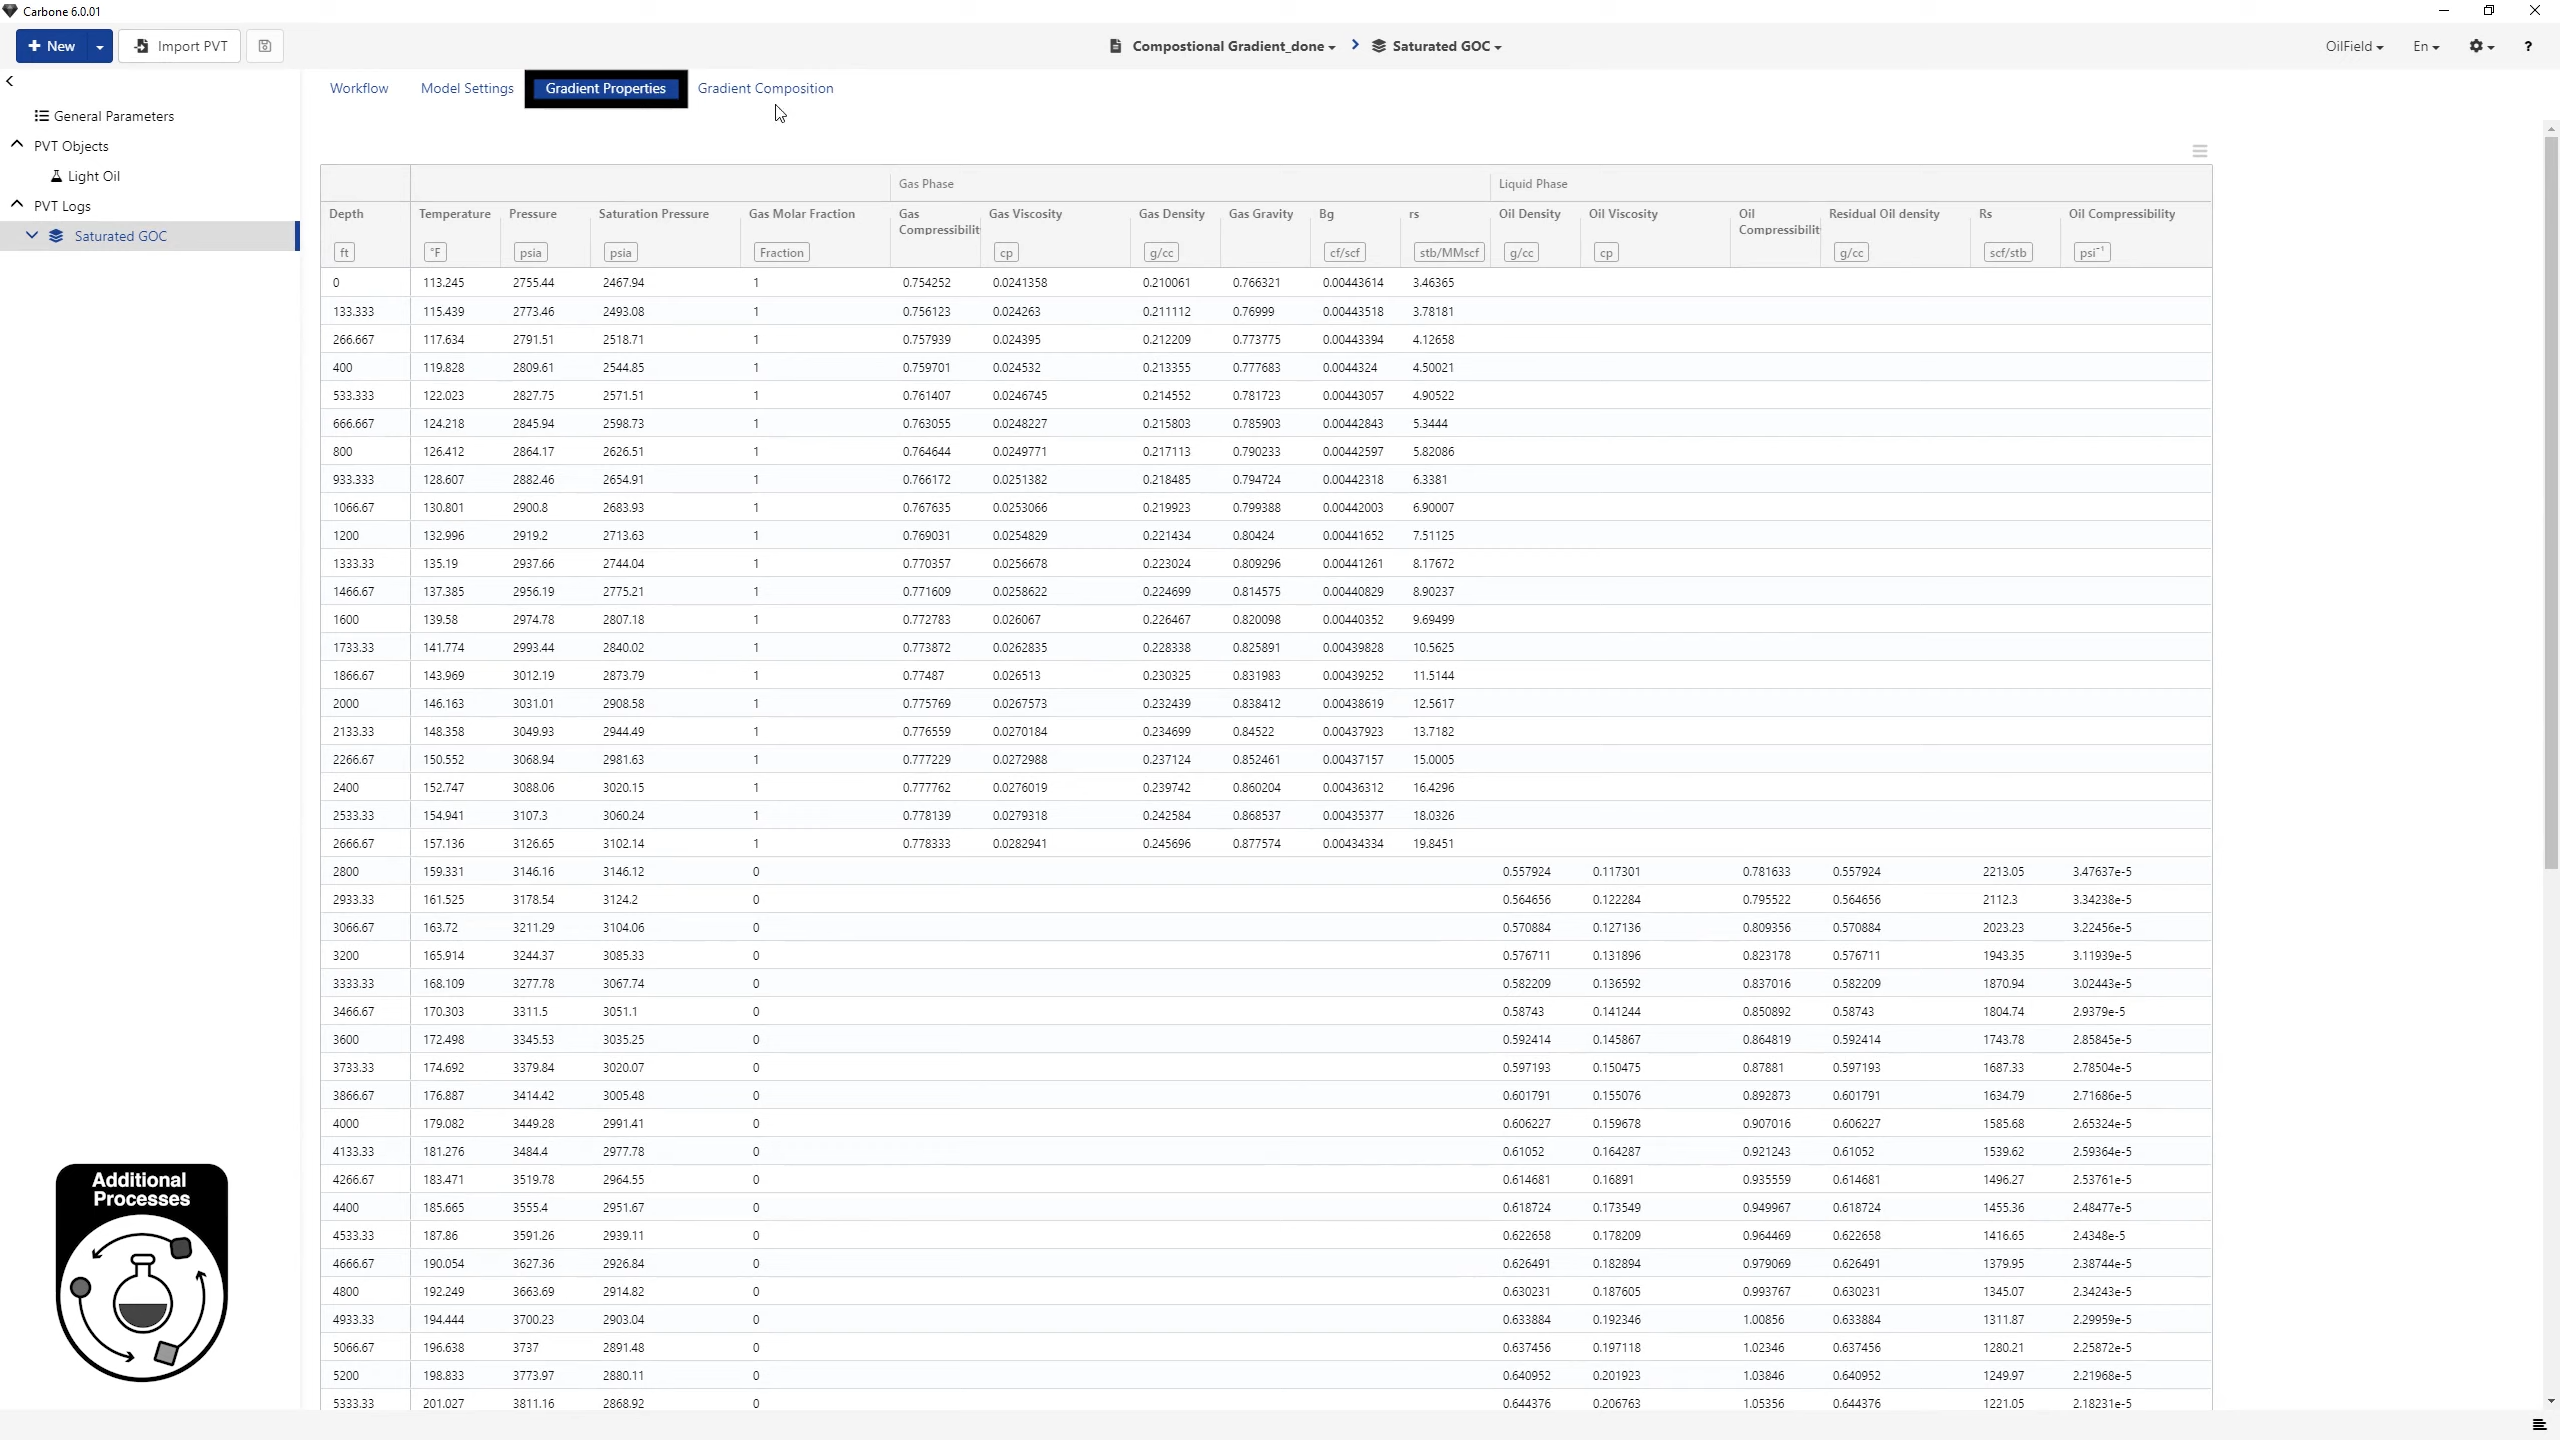 Carbone 6.0.01
New
Import PVT
Compostional Gradient_done
Saturated GOC
OilField
En
?
Workflow
Model Settings
Gradient Properties
Gradient Composition
General Parameters
PVT Objects
Light Oil
PVT Logs
Saturated GOC
Gas Phase
Liquid Phase
Depth Temperature Pressure Saturation Pressure Gas Molar Fraction Gas Compressibilit Gas Viscosity Gas Density Gas Gravity Bg rs Oil Density Oil Viscosity Oil Compressibilit Residual Oil density Rs Oil Compressibility
ft °F psia psia Fraction cp g/cc cf/scf stb/MMscf g/cc cp g/cc scf/stb psi⁻¹
0 113.245 2755.44 2467.94 1 0.754252 0.0241358 0.210061 0.766321 0.00443614 3.46365
133.333 115.439 2773.46 2493.08 1 0.756123 0.024263 0.211112 0.76999 0.00443518 3.78181
266.667 117.634 2791.51 2518.71 1 0.757939 0.024395 0.212209 0.773775 0.00443394 4.12658
400 119.828 2809.61 2544.85 1 0.759701 0.024532 0.213355 0.777683 0.0044324 4.50021
533.333 122.023 2827.75 2571.51 1 0.761407 0.0246745 0.214552 0.781723 0.00443057 4.90522
666.667 124.218 2845.94 2598.73 1 0.763055 0.0248227 0.215803 0.785903 0.00442843 5.3444
800 126.412 2864.17 2626.51 1 0.764644 0.0249771 0.217113 0.790233 0.00442597 5.82086
933.333 128.607 2882.46 2654.91 1 0.766172 0.0251382 0.218485 0.794724 0.00442318 6.3381
1066.67 130.801 2900.8 2683.93 1 0.767635 0.0253066 0.219923 0.799388 0.00442003 6.90007
1200 132.996 2919.2 2713.63 1 0.769031 0.0254829 0.221434 0.80424 0.00441652 7.51125
1333.33 135.19 2937.66 2744.04 1 0.770357 0.0256678 0.223024 0.809296 0.00441261 8.17672
1466.67 137.385 2956.19 2775.21 1 0.771609 0.0258622 0.224699 0.814575 0.00440829 8.90237
1600 139.58 2974.78 2807.18 1 0.772783 0.026067 0.226467 0.820098 0.00440352 9.69499
1733.33 141.774 2993.44 2840.02 1 0.773872 0.0262835 0.228338 0.825891 0.00439828 10.5625
1866.67 143.969 3012.19 2873.79 1 0.77487 0.026513 0.230325 0.831983 0.00439252 11.5144
2000 146.163 3031.01 2908.58 1 0.775769 0.0267573 0.232439 0.838412 0.00438619 12.5617
2133.33 148.358 3049.93 2944.49 1 0.776559 0.0270184 0.234699 0.84522 0.00437923 13.7182
2266.67 150.552 3068.94 2981.63 1 0.777229 0.0272988 0.237124 0.852461 0.00437157 15.0005
2400 152.747 3088.06 3020.15 1 0.777762 0.0276019 0.239742 0.860204 0.00436312 16.4296
2533.33 154.941 3107.3 3060.24 1 0.778139 0.0279318 0.242584 0.868537 0.00435377 18.0326
2666.67 157.136 3126.65 3102.14 1 0.778333 0.0282941 0.245696 0.877574 0.00434334 19.8451
2800 159.331 3146.16 3146.12 0 0.557924 0.117301 0.781633 0.557924 2213.05 3.47637e-5
2933.33 161.525 3178.54 3124.2 0 0.564656 0.122284 0.795522 0.564656 2112.3 3.34238e-5
3066.67 163.72 3211.29 3104.06 0 0.570884 0.127136 0.809356 0.570884 2023.23 3.22456e-5
3200 165.914 3244.37 3085.33 0 0.576711 0.131896 0.823178 0.576711 1943.35 3.11939e-5
3333.33 168.109 3277.78 3067.74 0 0.582209 0.136592 0.837016 0.582209 1870.94 3.02443e-5
3466.67 170.303 3311.5 3051.1 0 0.58743 0.141244 0.850892 0.58743 1804.74 2.9379e-5
3600 172.498 3345.53 3035.25 0 0.592414 0.145867 0.864819 0.592414 1743.78 2.85845e-5
3733.33 174.692 3379.84 3020.07 0 0.597193 0.150475 0.87881 0.597193 1687.33 2.78504e-5
3866.67 176.887 3414.42 3005.48 0 0.601791 0.155076 0.892873 0.601791 1634.79 2.71686e-5
4000 179.082 3449.28 2991.41 0 0.606227 0.159678 0.907016 0.606227 1585.68 2.65324e-5
4133.33 181.276 3484.4 2977.78 0 0.61052 0.164287 0.921243 0.61052 1539.62 2.59364e-5
4266.67 183.471 3519.78 2964.55 0 0.614681 0.16891 0.935559 0.614681 1496.27 2.53761e-5
4400 185.665 3555.4 2951.67 0 0.618724 0.173549 0.949967 0.618724 1455.36 2.48477e-5
4533.33 187.86 3591.26 2939.11 0 0.622658 0.178209 0.964469 0.622658 1416.65 2.4348e-5
4666.67 190.054 3627.36 2926.84 0 0.626491 0.182894 0.979069 0.626491 1379.95 2.38744e-5
4800 192.249 3663.69 2914.82 0 0.630231 0.187605 0.993767 0.630231 1345.07 2.34243e-5
4933.33 194.444 3700.23 2903.04 0 0.633884 0.192346 1.00856 0.633884 1311.87 2.29959e-5
5066.67 196.638 3737 2891.48 0 0.637456 0.197118 1.02346 0.637456 1280.21 2.25872e-5
5200 198.833 3773.97 2880.11 0 0.640952 0.201923 1.03846 0.640952 1249.97 2.21968e-5
5333.33 201.027 3811.16 2868.92 0 0.644376 0.206763 1.05356 0.644376 1221.05 2.18231e-5
Additional
Processes